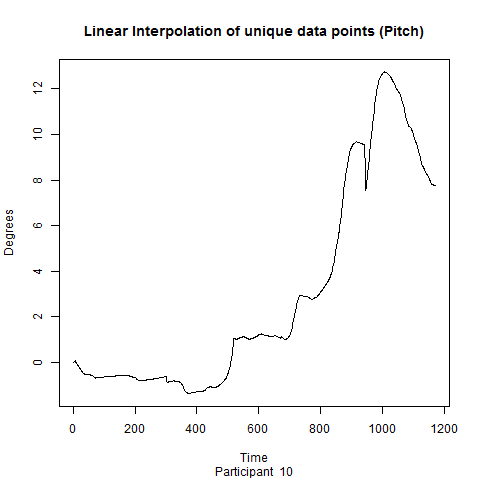 Linear Interpolation of unique data points (Pitch)
Degrees
12
10
8
6
4
2
0
0 200 400 600 800 1000 1200
Time
Participant 10